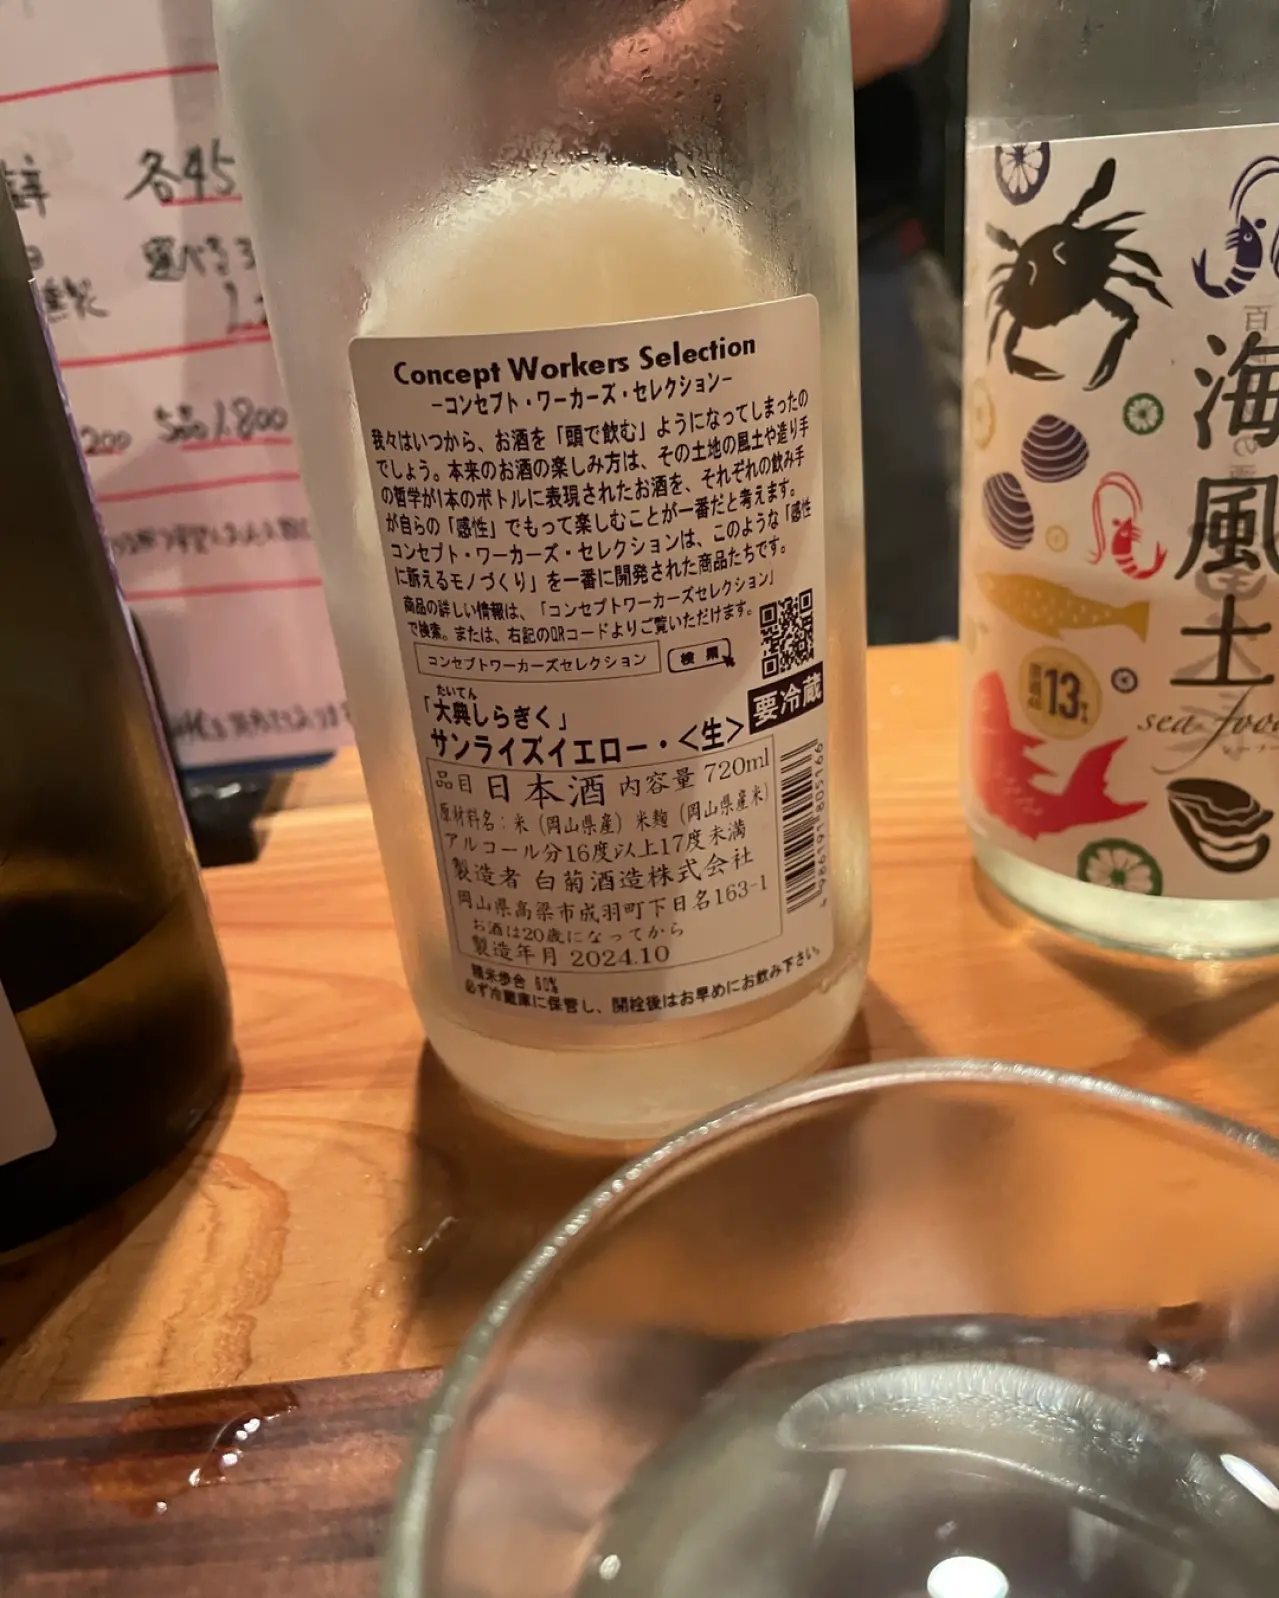 各45
選べる3
燻製
200 5品1.800
Concept Workers Selection
−コンセプト・ワーカーズ・セレクション−
我々はいつから、お酒を「頭で飲む」ようになってしまったの
でしょう。本来のお酒の楽しみ方は、その土地の風土や造り手
の哲学が1本のボトルに表現されたお酒を、それぞれの飲み手
が自らの「感性」でもって楽しむことが一番だと考えます。
コンセプト・ワーカーズ・セレクションは、このような「感性
に訴えるモノづくり」を一番に開発された商品たちです。
商品の詳しい情報は、「コンセプトワーカーズセレクション」
で検索。または、右記のQRコードよりご覧いただけます。
コンセプトワーカーズセレクション 検索
たいてん
「大典しらぎく」
サンライズイエロー・<生>
要冷蔵
品目 日本酒 内容量 720ml
原材料名：米（岡山県産）米麹（岡山県産米）
アルコール分16度以上17度未満
製造者 白菊酒造株式会社
岡山県高梁市成羽町下日名163-1
お酒は20歳になってから
製造年月 2024.10
精米歩合 60%
必ず冷蔵庫に保管し、開栓後はお早めにお飲み下さい。
4986191805166
海風土
sea food
13%